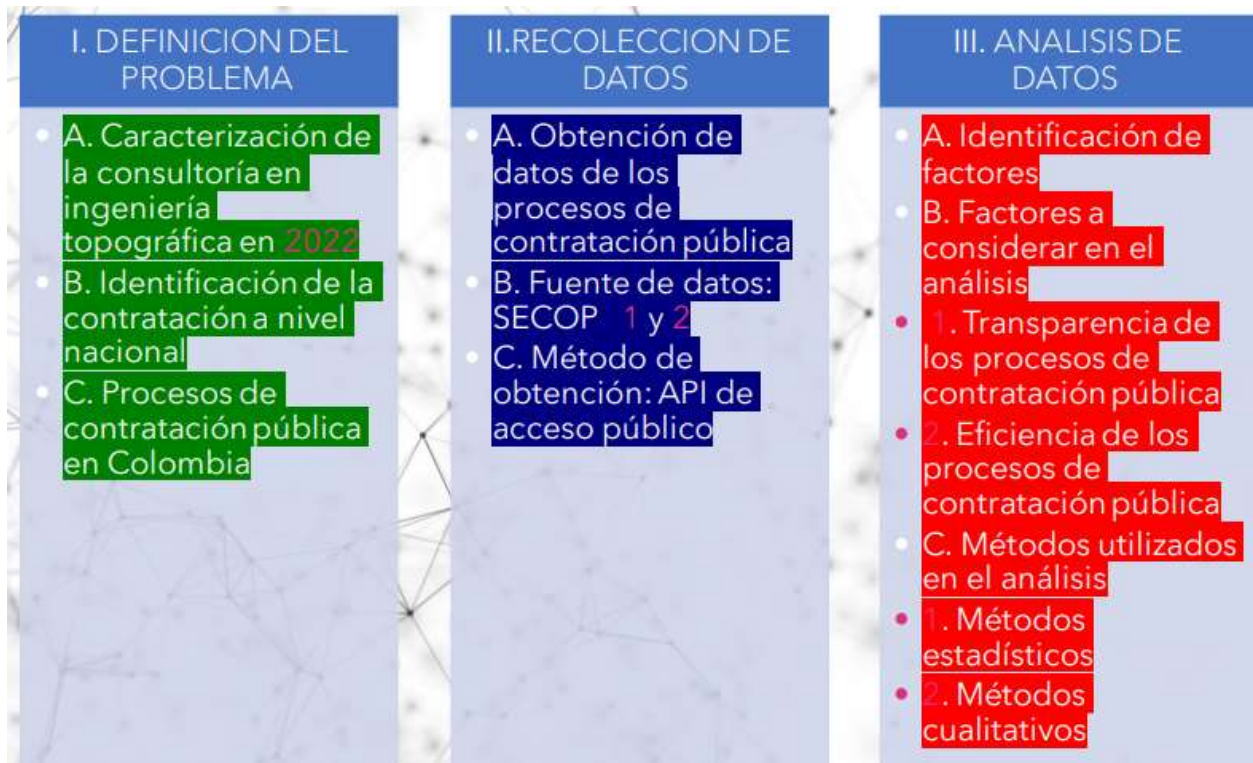 I. DEFINICION DEL
PROBLEMA
A. Caracterización de
la consultoría en
ingeniería
topográfica en 2022
B. Identificación de la
contratación a nivel
nacional
C. Procesos de
contratación pública
en Colombia
II.RECOLECCION DE
DATOS
A. Obtención de
datos de los
procesos de
contratación pública
B. Fuente de datos:
SECOP 1 y 2
C. Método de
obtención: API de
acceso público
III. ANALISIS DE
DATOS
A. Identificación de
factores
B. Factores a
considerar en el
análisis
1. Transparencia de
los procesos de
contratación pública
2. Eficiencia de los
procesos de
contratación pública
C. Métodos utilizados
en el análisis
1. Métodos
estadísticos
2. Métodos
cualitativos